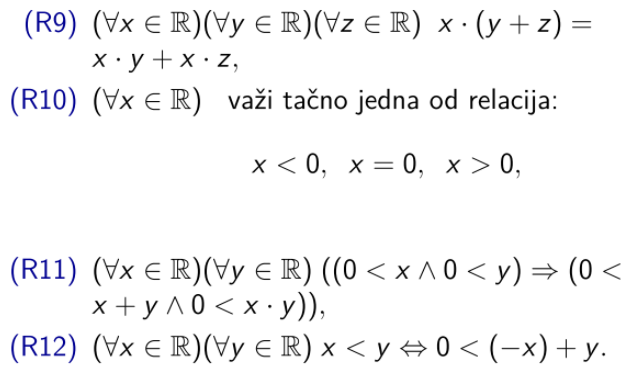 (R9) (∀x ∈ ℝ)(∀y ∈ ℝ)(∀z ∈ ℝ) x · (y + z) =
x · y + x · z,
(R10) (∀x ∈ ℝ) važi tačno jedna od relacija:
x < 0, x = 0, x > 0,
(R11) (∀x ∈ ℝ)(∀y ∈ ℝ) ((0 < x ∧ 0 < y) ⇒ (0 <
x + y ∧ 0 < x · y)),
(R12) (∀x ∈ ℝ)(∀y ∈ ℝ) x < y ⇔ 0 < (−x) + y.